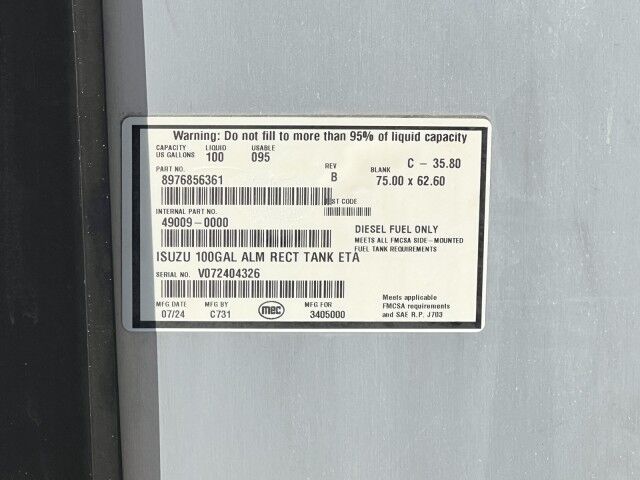 Warning: Do not fill to more than 95% of liquid capacity
CAPACITY LIQUID USABLE
US GALLONS 100 095 C - 35.80
PART NO. REV BLANK
8976856361 B 75.00 x 62.60
TEST CODE
INTERNAL PART NO.
49009-0000 DIESEL FUEL ONLY
MEETS ALL FMCSA SIDE - MOUNTED
FUEL TANK REQUIREMENTS
ISUZU 100GAL ALM RECT TANK ETA
SERIAL NO. V072404326
MFG DATE MFG BY MFG FOR Meets applicable
07/24 C731 mec 3405000 FMCSA requirements
and SAE R.P. J703